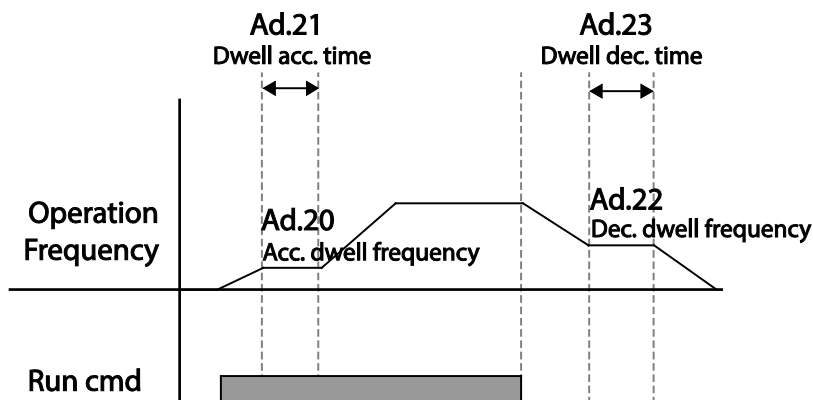 Ad.21
Dwell acc. time
Ad.23
Dwell dec. time
Operation
Frequency
Ad.20
Acc. dwell frequency
Ad.22
Dec. dwell frequency
Run cmd